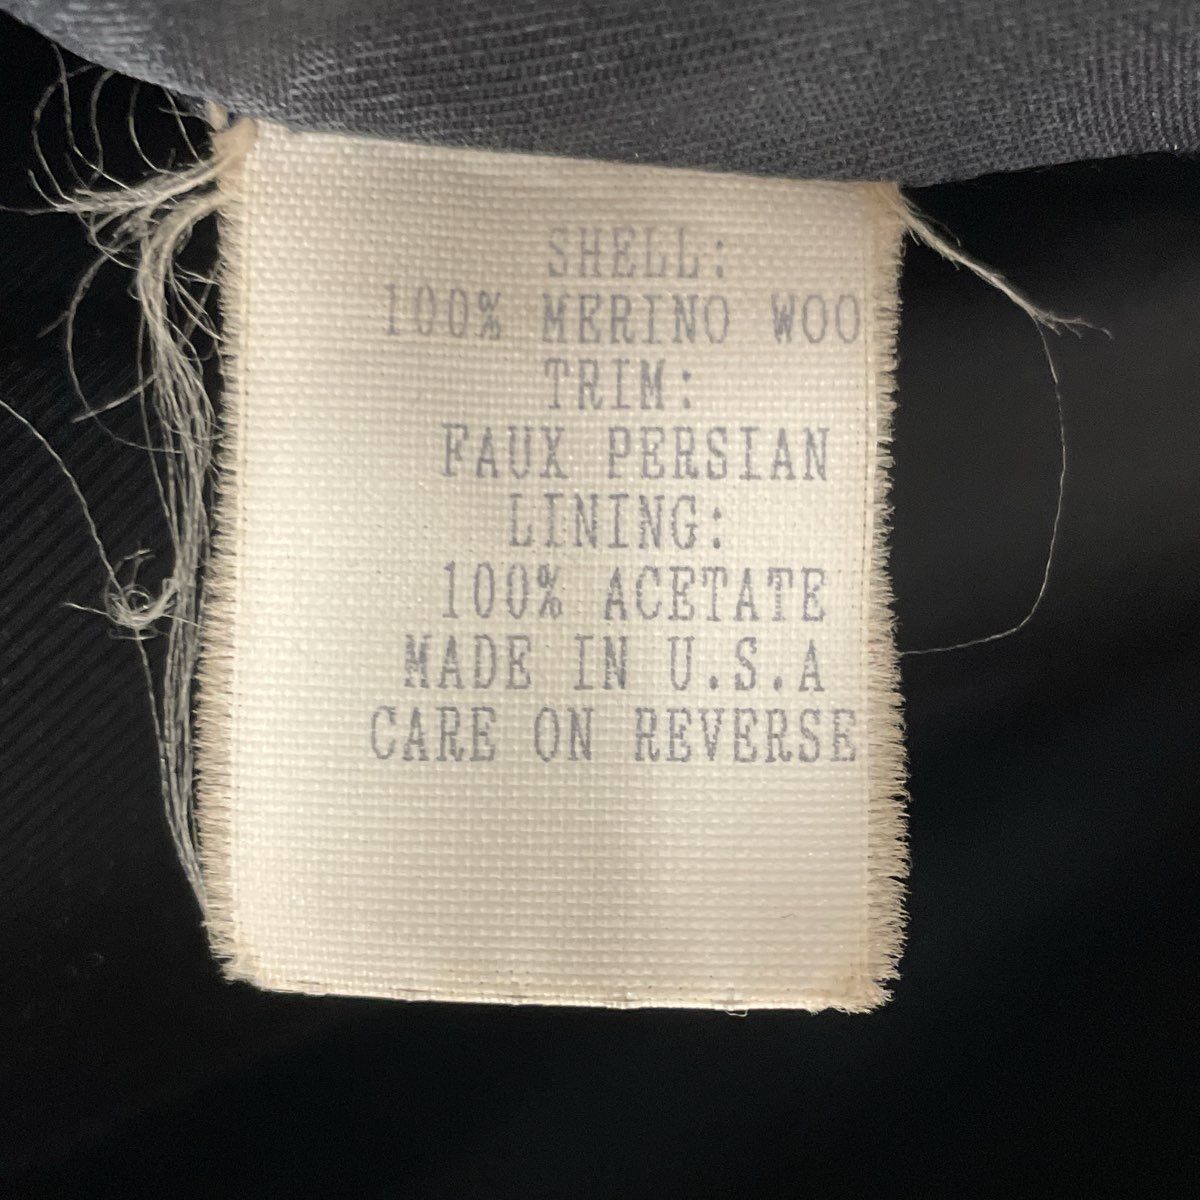 SHELL:
100% MERINO WOO
TRIM:
FAUX PERSIAN
LINING:
100% ACETATE
MADE IN U.S.A
CARE ON REVERSE